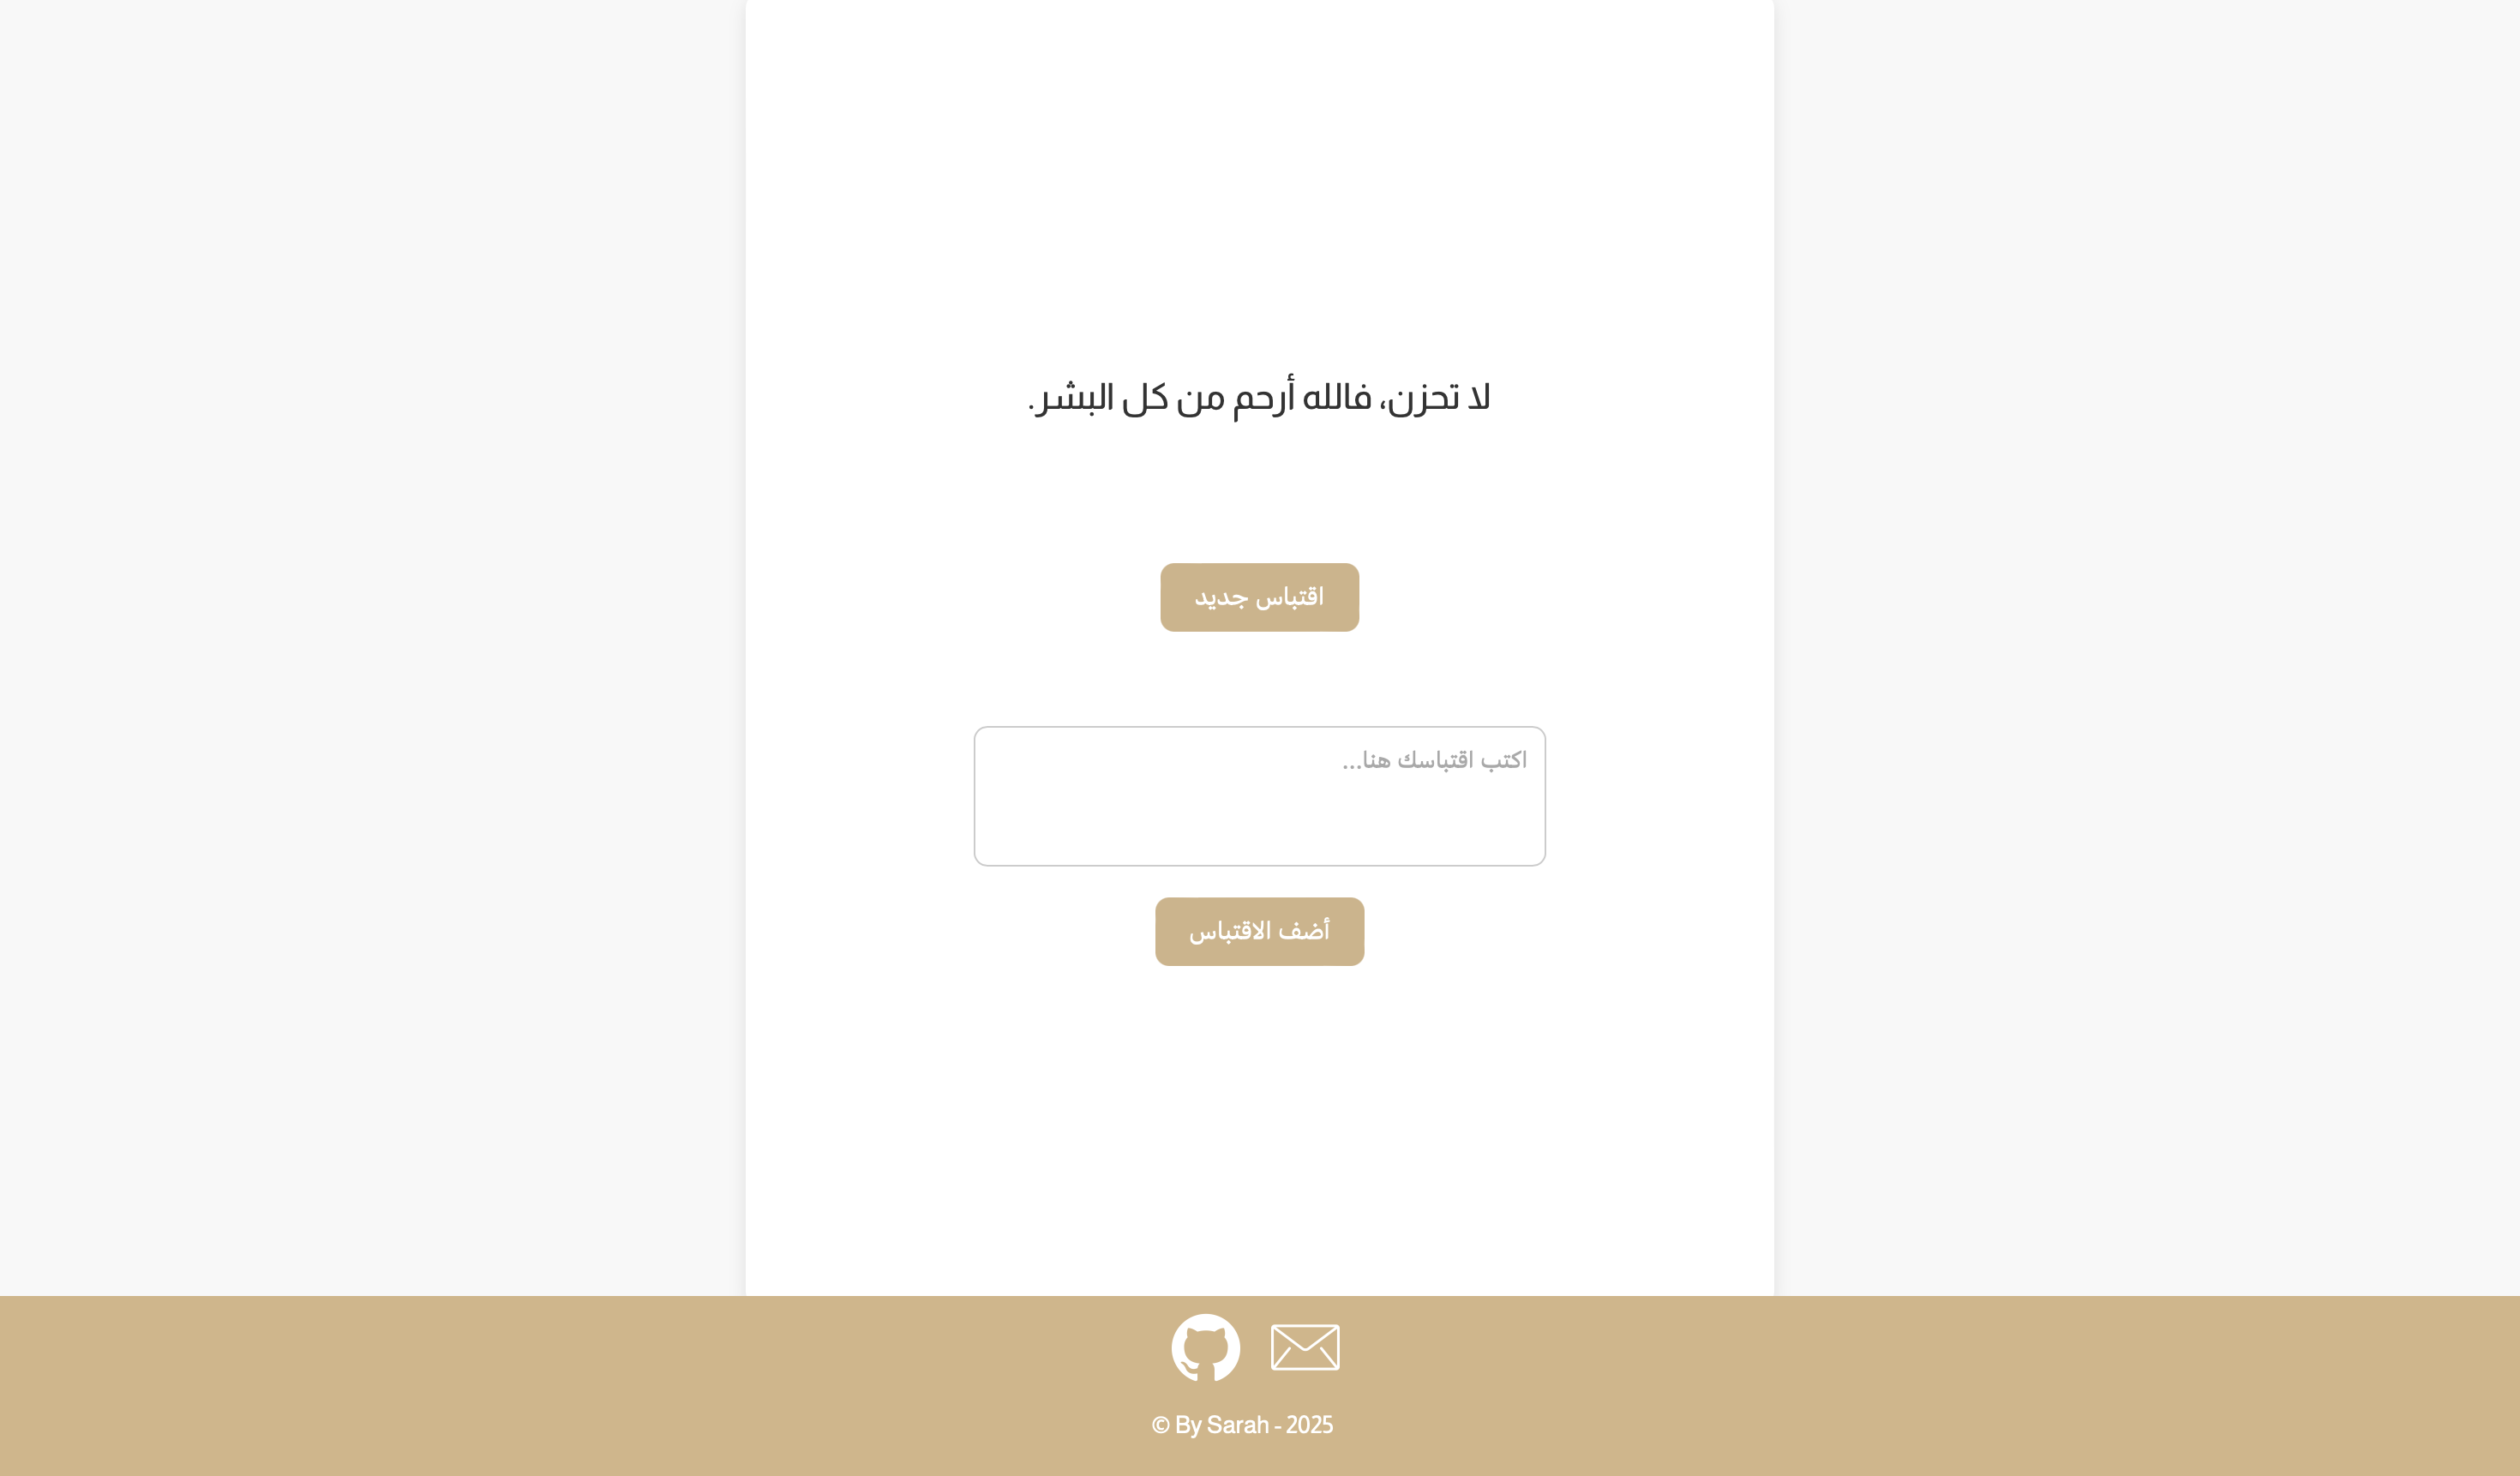 لا تحزن، فالله أرحم من كل البشر.
اقتباس جديد
اكتب اقتباسك هنا...
أضف الاقتباس
© By Sarah - 2025